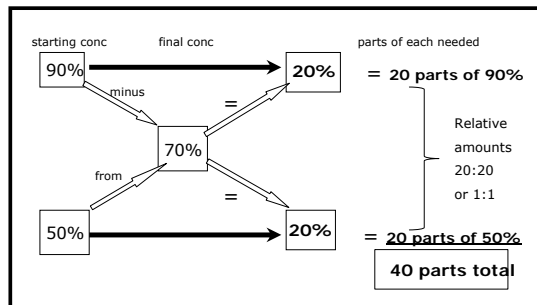 starting conc final conc parts of each needed
90% 20% = 20 parts of 90%
minus =
70%
Relative
amounts
20:20
or 1:1
from =
50% 20% = 20 parts of 50%
40 parts total